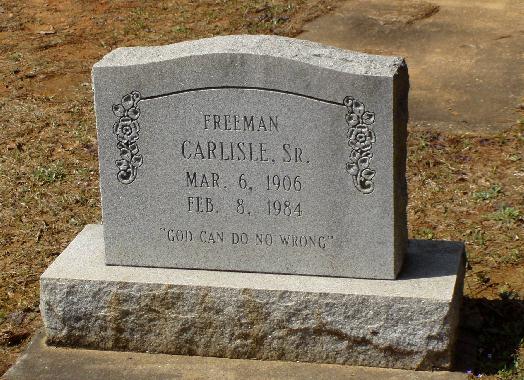 FREEMAN
CARLISLE, SR.
MAR. 6, 1906
FEB. 8, 1984
"GOD CAN DO NO WRONG"